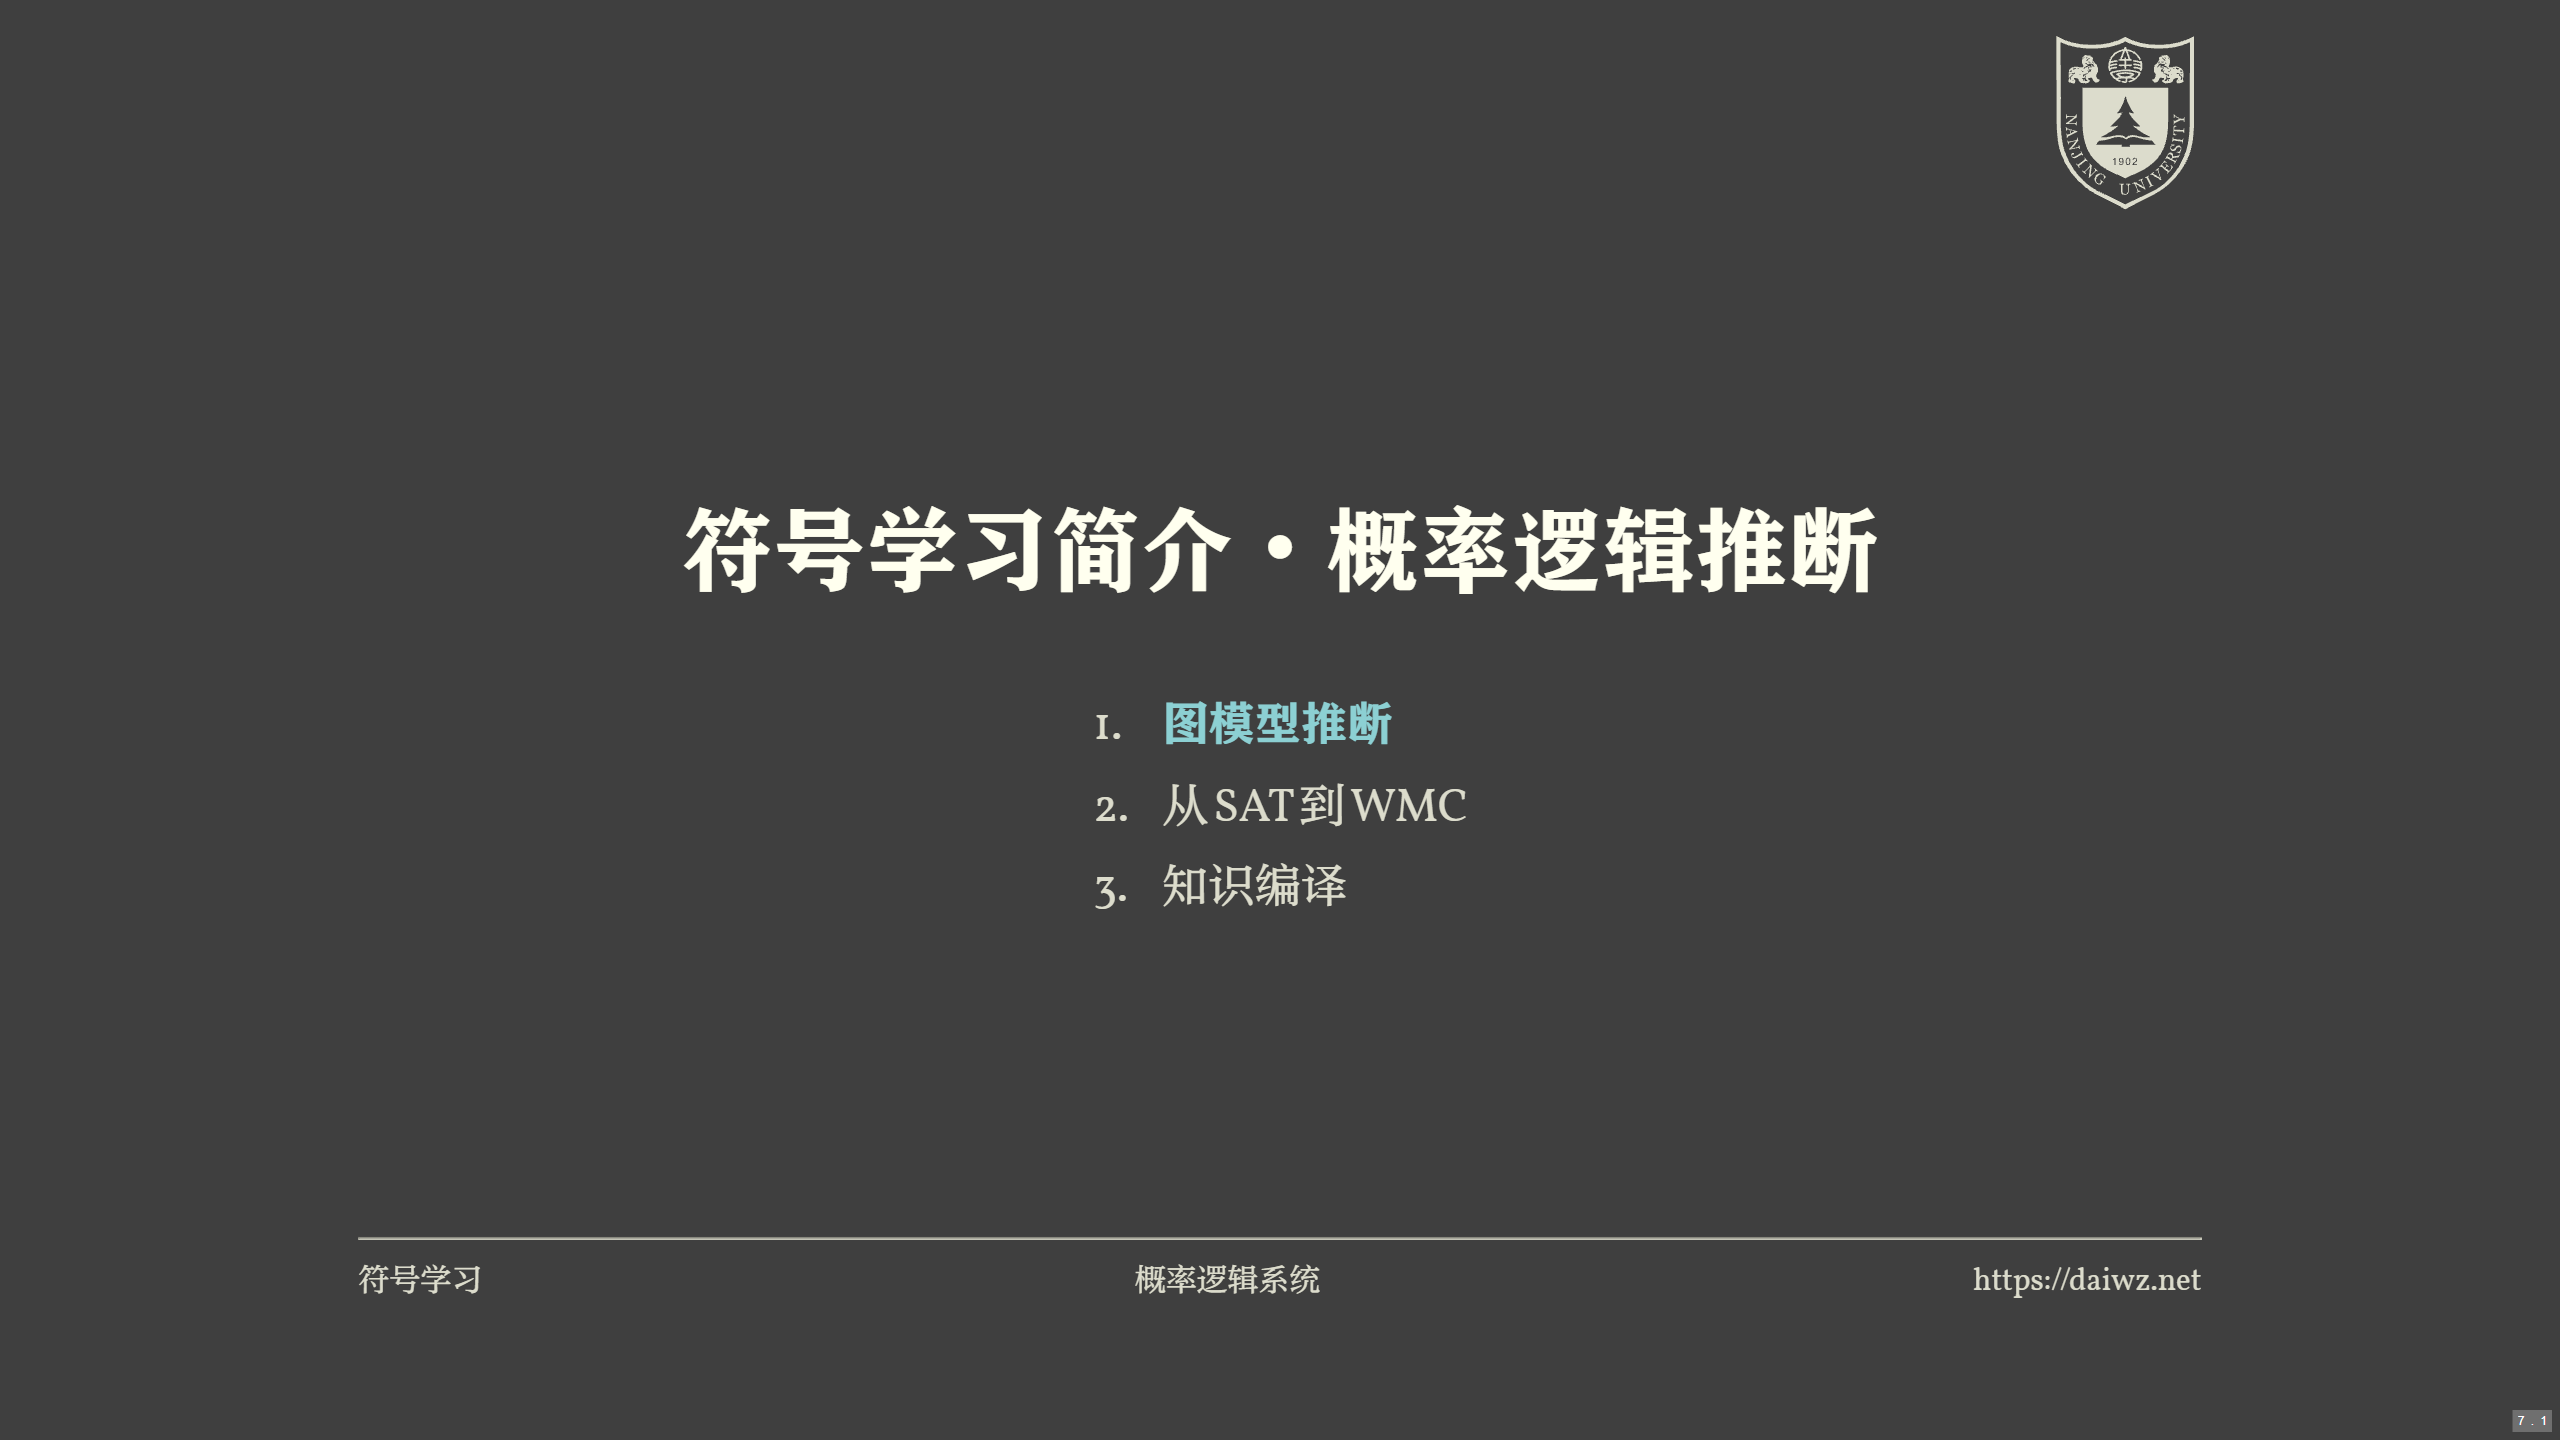 NANJING UNIVERSITY
1902
符号学习简介·概率逻辑推断
1. 图模型推断
2. 从SAT到WMC
3. 知识编译
符号学习
概率逻辑系统
https://daiwz.net
7 . 1